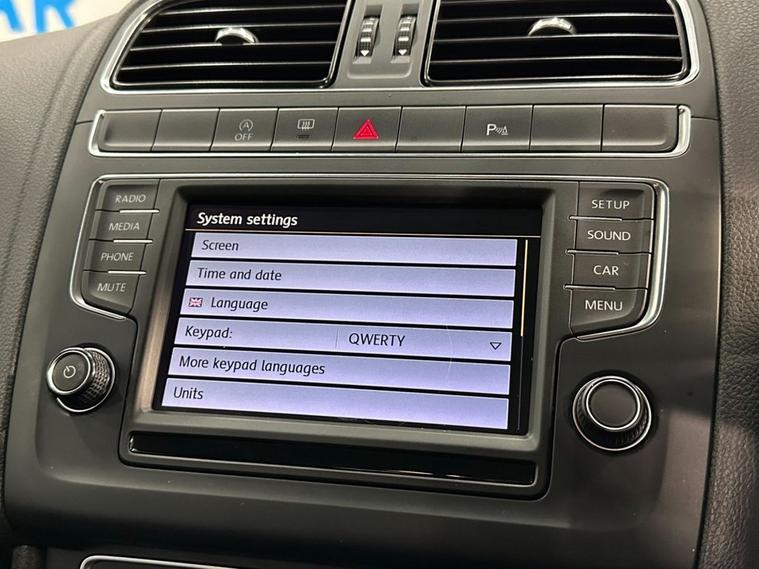 CAR
OFF
P
RADIO
MEDIA
PHONE
MUTE
System settings
Screen
Time and date
Language
Keypad: QWERTY
More keypad languages
Units
SETUP
SOUND
CAR
MENU